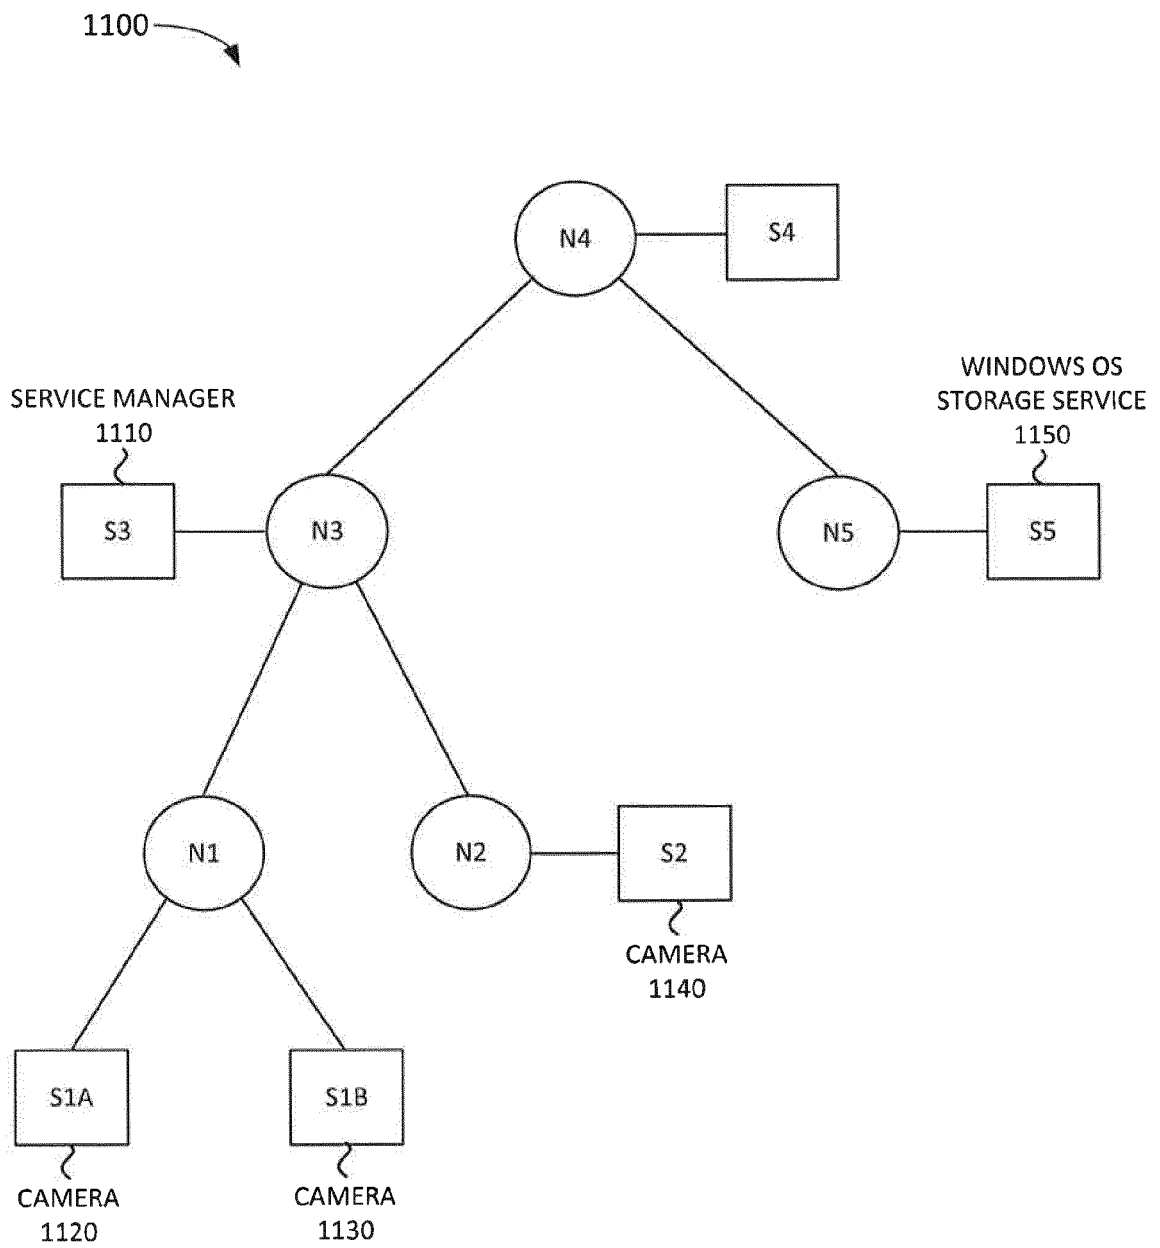 1100
N4
S4
SERVICE MANAGER
1110
WINDOWS OS
STORAGE SERVICE
1150
S3
N3
N5
S5
N1
N2
S2
CAMERA
1140
S1A
S1B
CAMERA
1120
CAMERA
1130